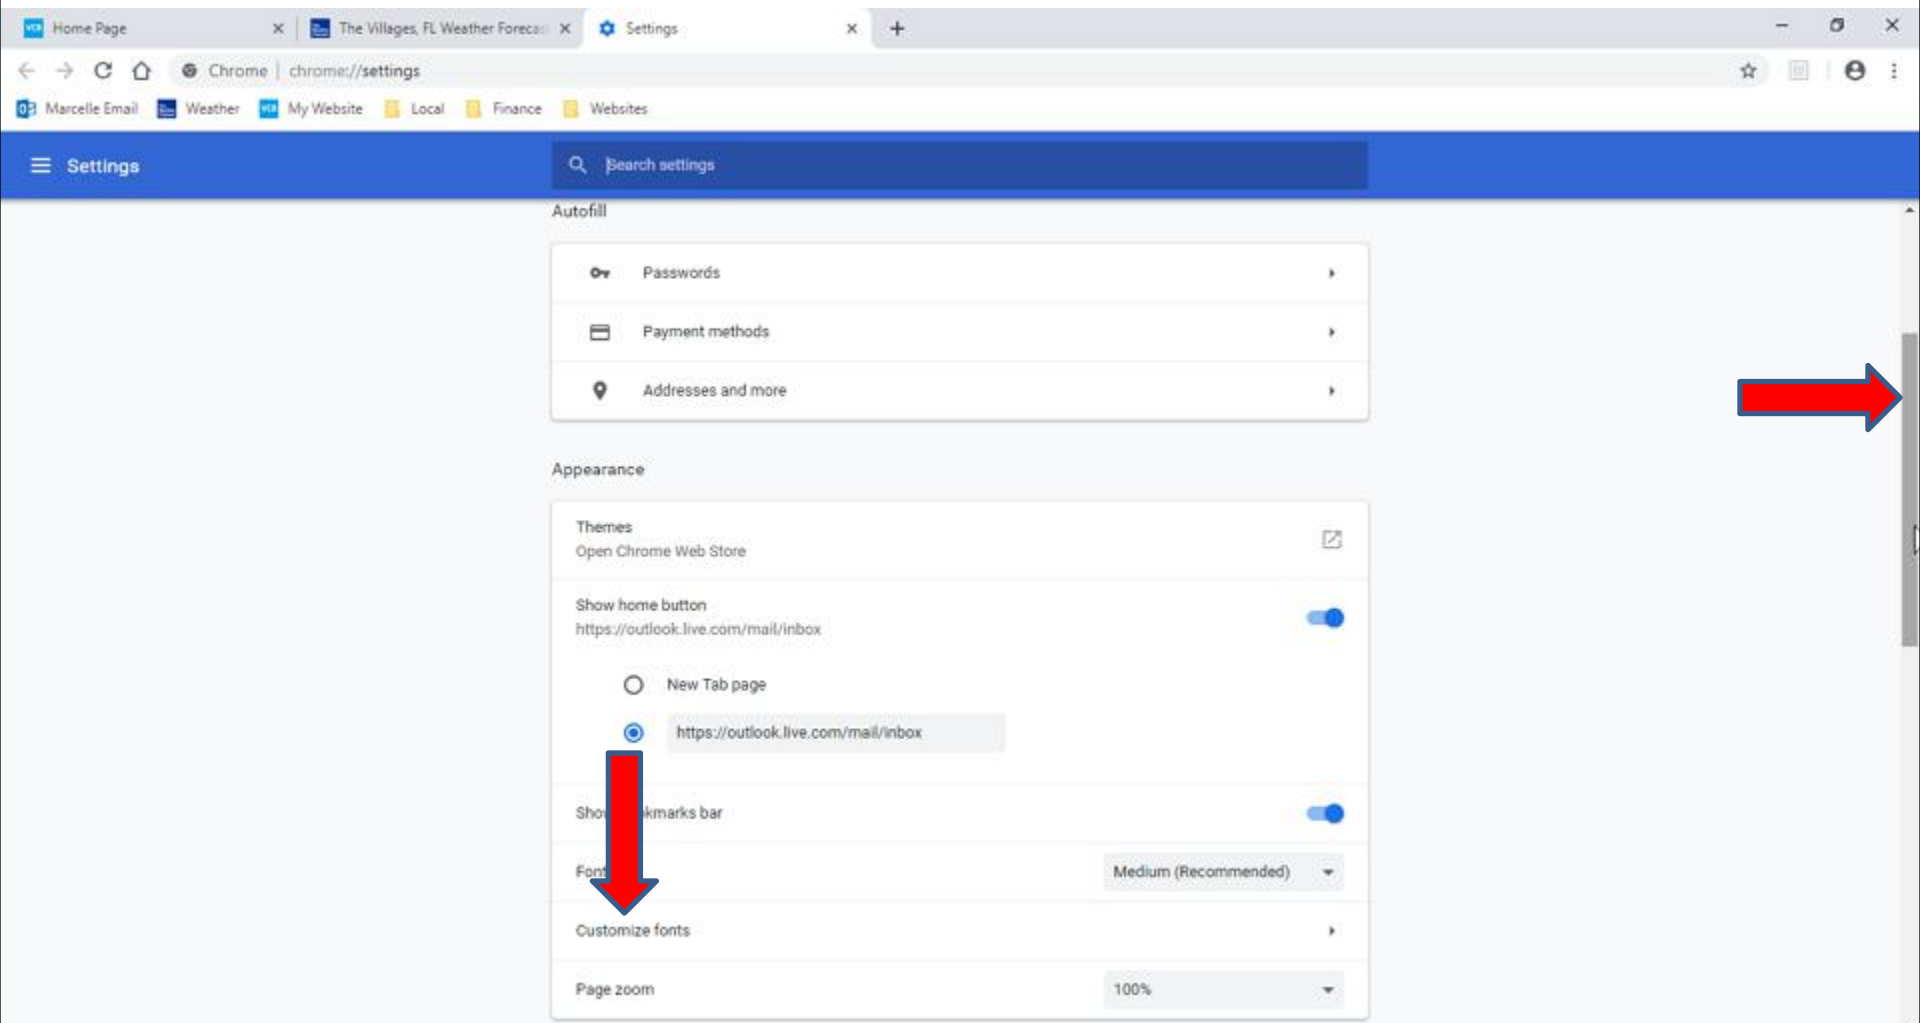 Home Page
The Villages, FL Weather Forecas
Settings
Chrome | chrome://settings
Marcelle Email
Weather
My Website
Local
Finance
Websites
Settings
Search settings
Autofill
Passwords
Payment methods
Addresses and more
Appearance
Themes
Open Chrome Web Store
Show home button
https://outlook.live.com/mail/inbox
New Tab page
https://outlook.live.com/mail/inbox
bar
Medium (Recommended)
Customize fonts
Page zoom
100%